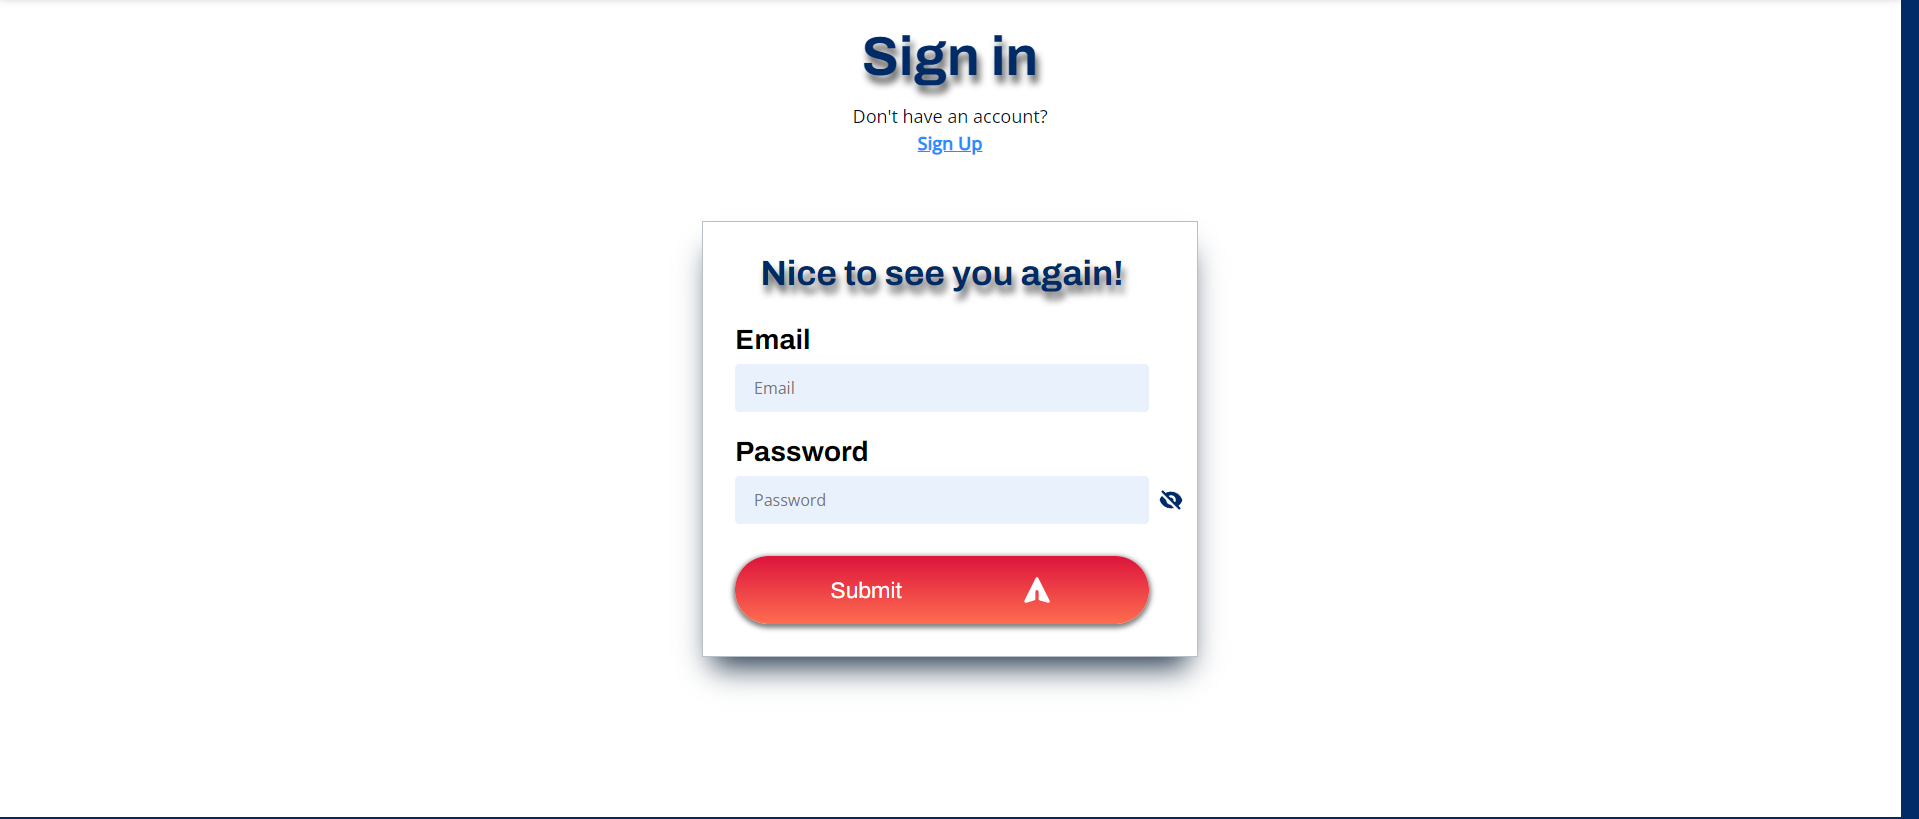 Sign in
Don't have an account?
Sign Up
Nice to see you again!
Email
Email
Password
Password
Submit